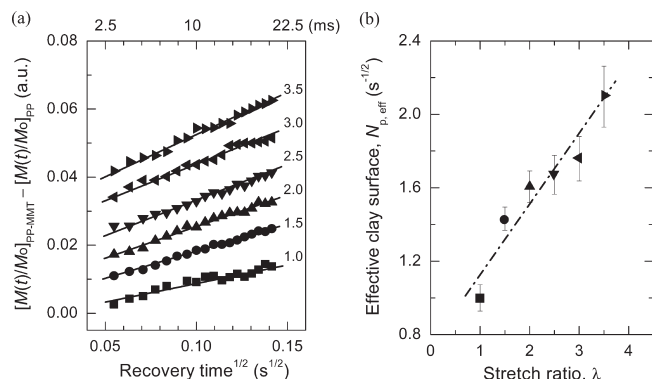 (a)
2.5 10 22.5 (ms)
0.08
0.06
0.04
0.02
0.00
[M(t)/M0]PP-MMT – [M(t)/M0]PP (a.u.)
3.5
3.0
2.5
2.0
1.5
1.0
0.05 0.10 0.15
Recovery time1/2 (s1/2)
(b)
2.4
2.0
1.6
1.2
0.8
Effective clay surface, Np, eff (s-1/2)
0 1 2 3 4
Stretch ratio, λ